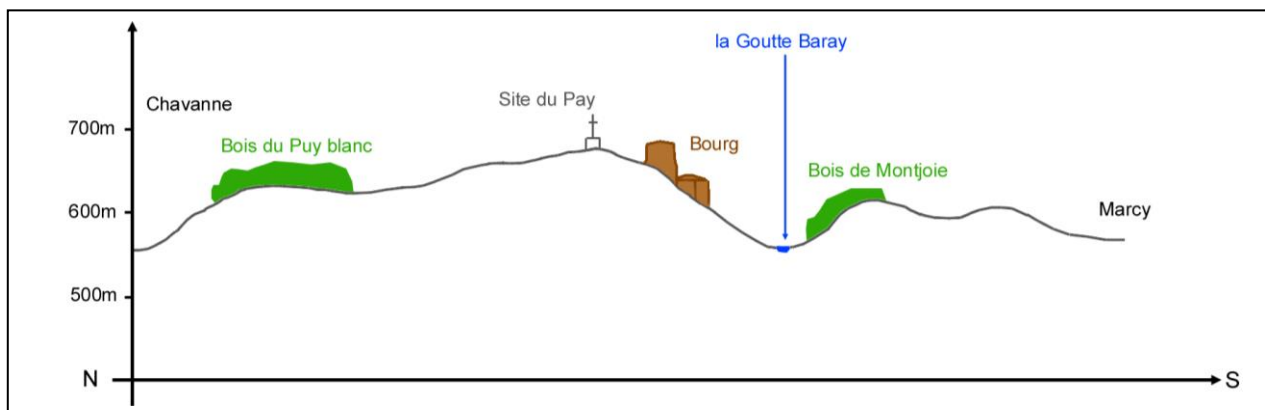 la Goutte Baray
Chavanne
Site du Pay
700m
Bois du Puy blanc
Bourg
Bois de Montjoie
600m
Marcy
500m
N
S